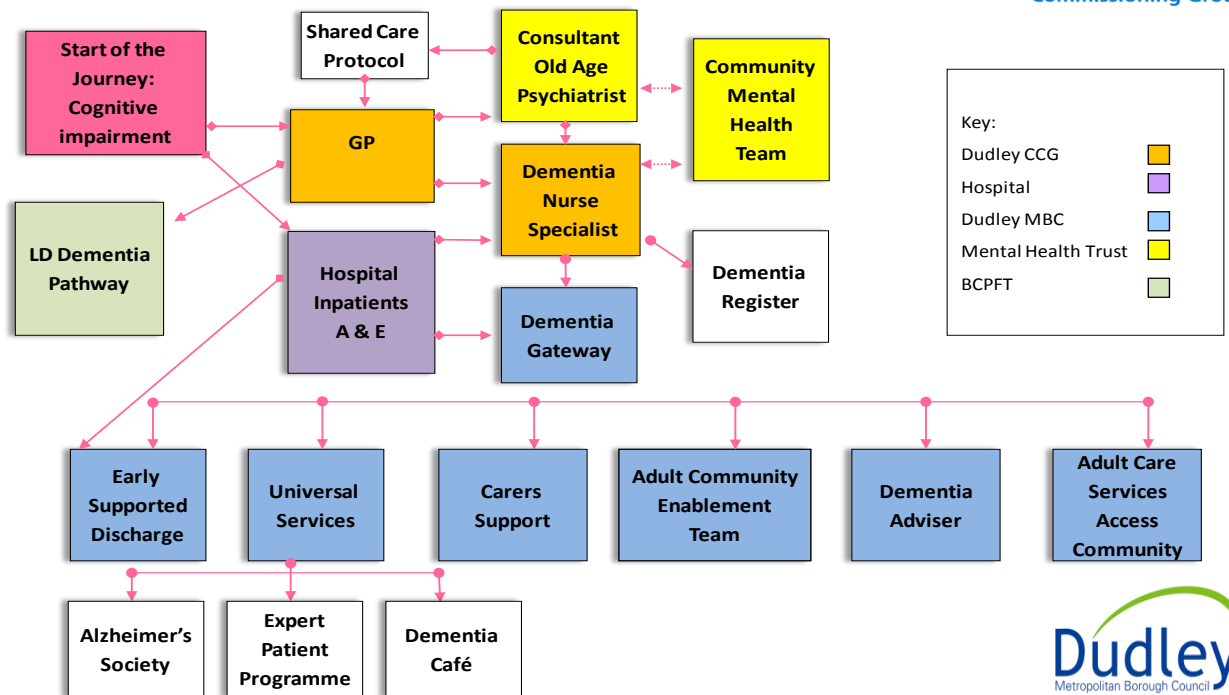 Start of the
Journey:
Cognitive
impairment
Shared Care
Protocol
Consultant
Old Age
Psychiatrist
Community
Mental
Health
Team
GP
Dementia
Nurse
Specialist
LD Dementia
Pathway
Hospital
Inpatients
A & E
Dementia
Gateway
Dementia
Register
Key:
Dudley CCG
Hospital
Dudley MBC
Mental Health Trust
BCPFT
Early
Supported
Discharge
Universal
Services
Carers
Support
Adult Community
Enablement
Team
Dementia
Adviser
Adult Care
Services
Access
Community
Alzheimer’s
Society
Expert
Patient
Programme
Dementia
Café
Dudley
Metropolitan Borough Council